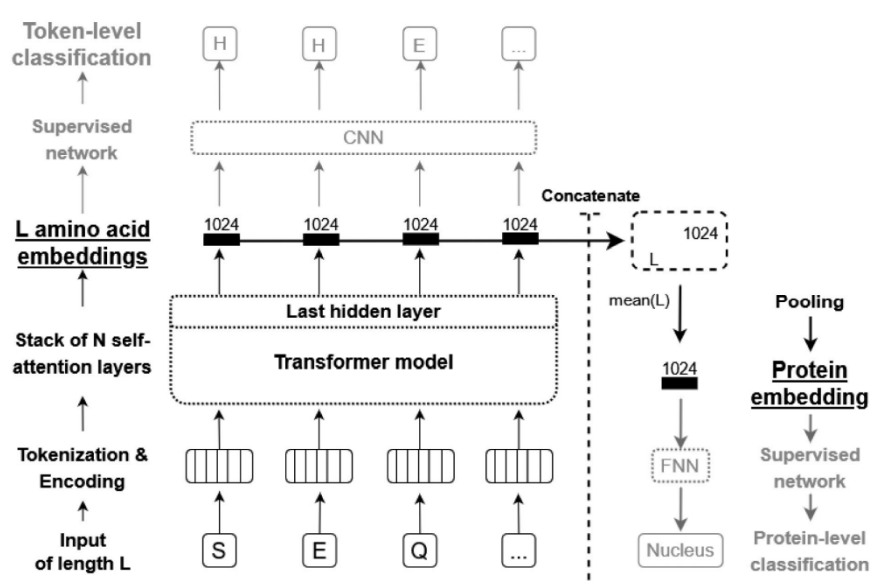 Token-level
classification
H H E ...
Supervised
network
CNN
Concatenate
L amino acid
embeddings
1024 1024 1024 1024
1024
L
Last hidden layer
mean(L)
Pooling
Stack of N self-
attention layers
Transformer model
1024
Protein
embedding
Tokenization &
Encoding
FNN
Supervised
network
Input
of length L
S E Q ...
Nucleus
Protein-level
classification